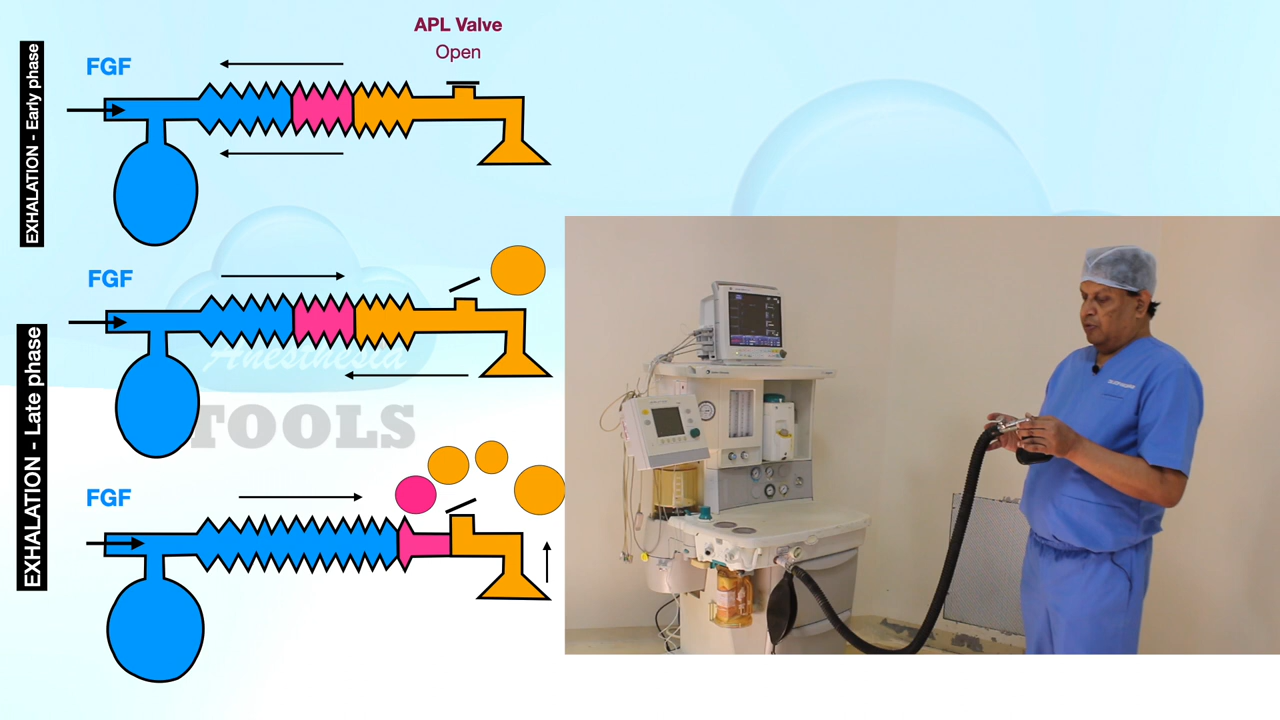 APL Valve
Open
EXHALATION - Early phase
FGF
FGF
EXHALATION - Late phase
Anesthesia
TOOLS
FGF